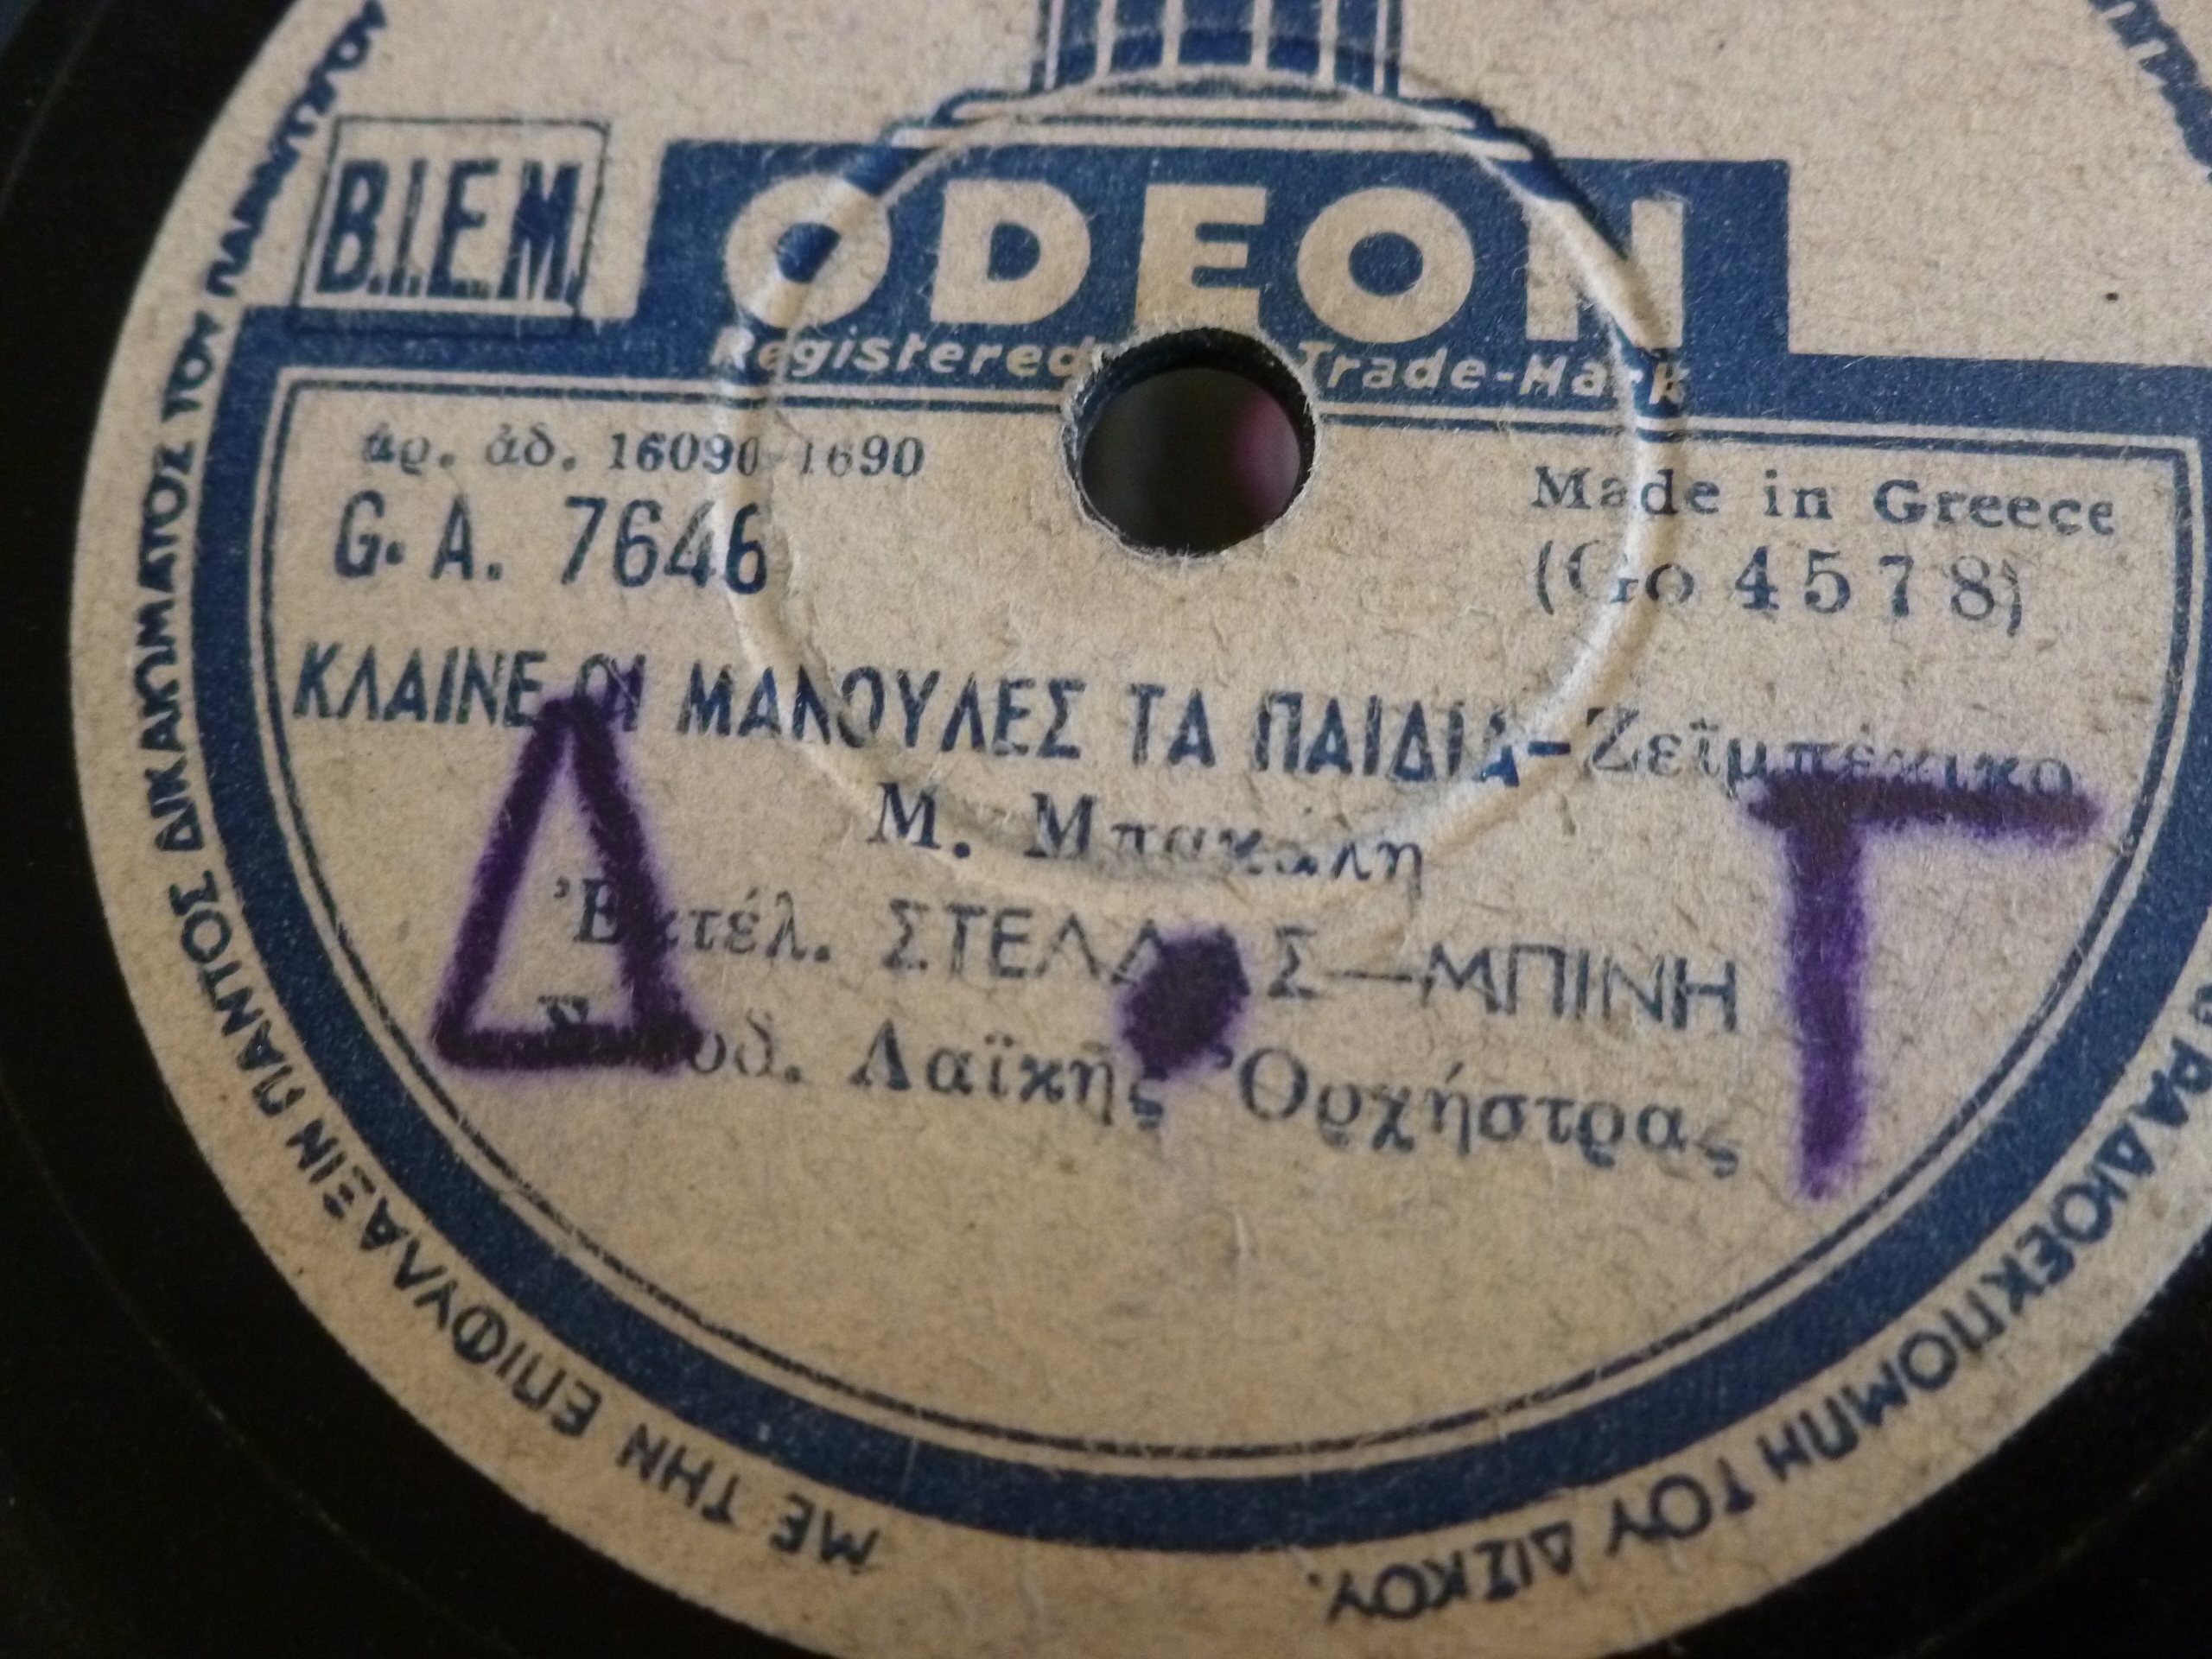 B.I.E.M.
ODEON
Registered Trade-Mark
ἀρ. ἀδ. 16090-1690
G. A. 7646
Made in Greece
(Go 4578)
ΚΛΑΙΝΕ ΟΙ ΜΑΝΟΥΛΕΣ ΤΑ ΠΑΙΔΙΑ-Ζεϊμπέκικο
Μ. Μπακάλη
Ἐκτέλ. ΣΤΕΛΛΑΣ—ΜΠΙΝΗ
Λαϊκῆς Ὀρχήστρας
Δ Γ
ΜΕ ΤΗΝ ΕΠΙΦΥΛΑΞΙΝ ΠΑΝΤΟΣ ΔΙΚΑΙΩΜΑΤΟΣ ΤΟΥ
ΡΑΔΙΟΕΚΠΟΜΠΗ ΤΟΥ ΔΙΣΚΟΥ.